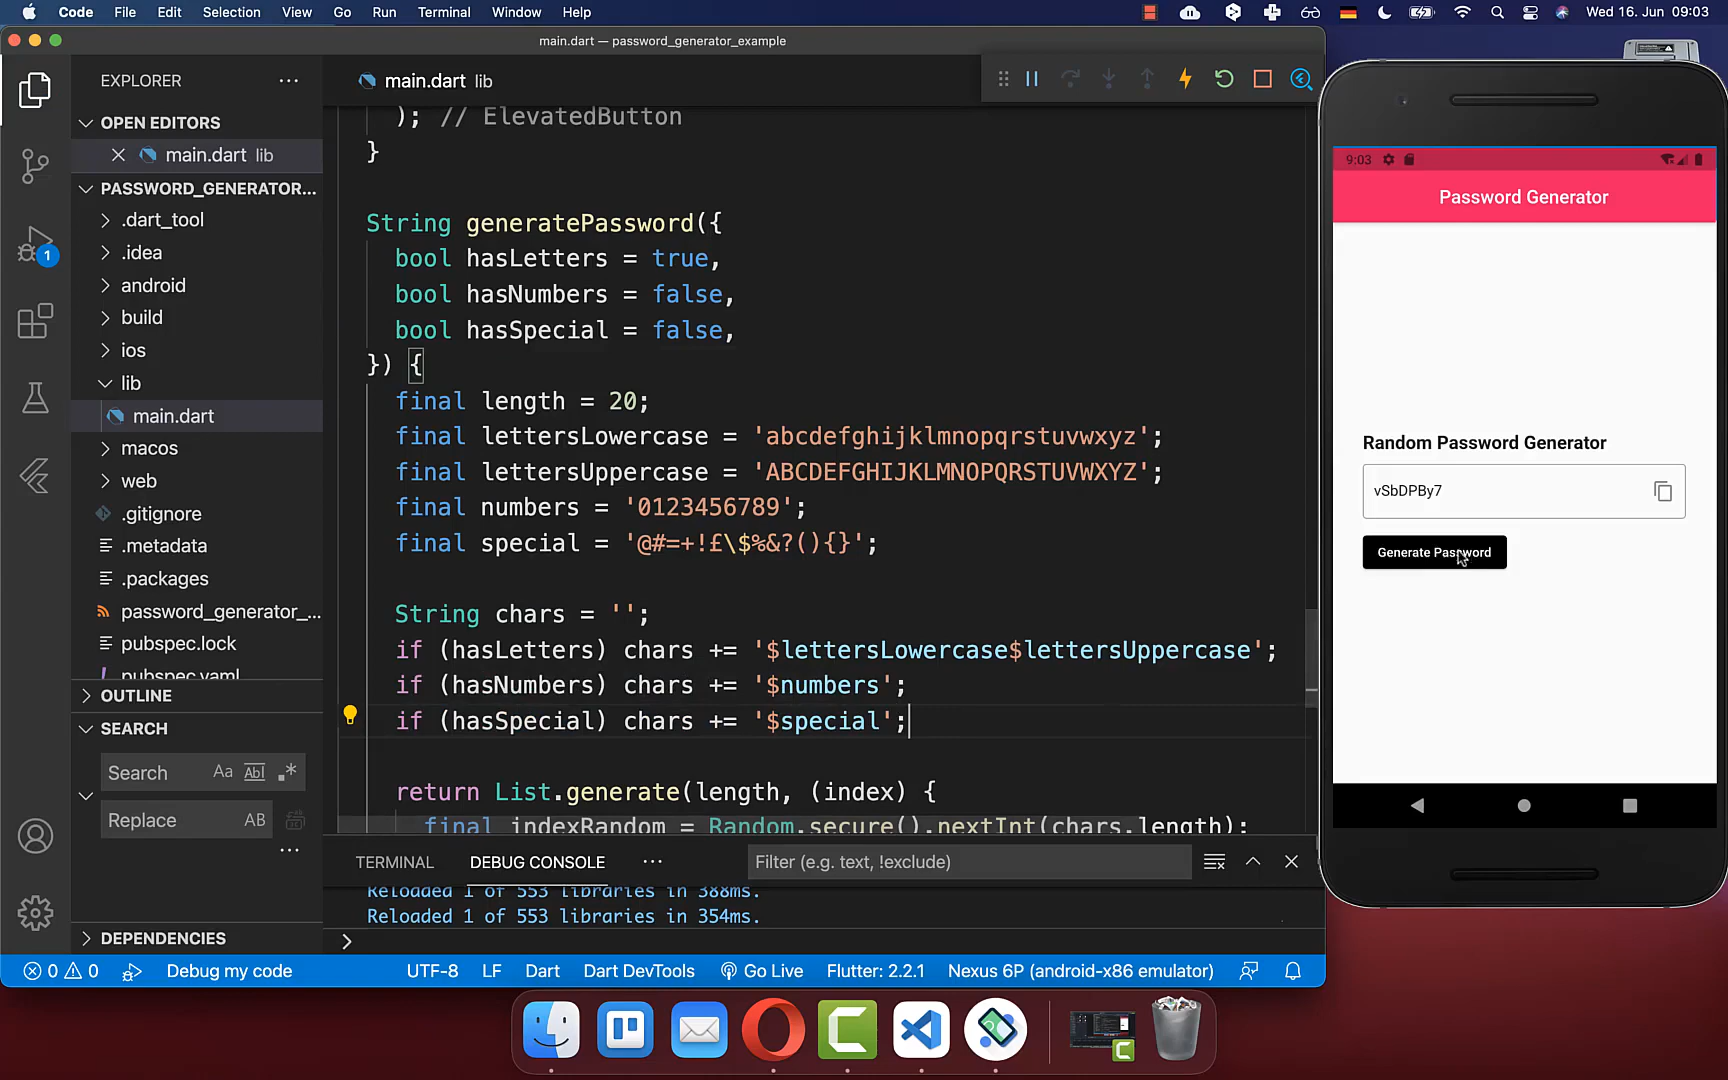 Code File Edit Selection View Go Run Terminal Window Help Wed 16. Jun 09:03
main.dart — password_generator_example
EXPLORER
OPEN EDITORS
main.dart lib
PASSWORD_GENERATOR...
.dart_tool
.idea
android
build
ios
lib
main.dart
macos
web
.gitignore
.metadata
.packages
password_generator_...
pubspec.lock
pubspec.yaml
OUTLINE
SEARCH
Search Aa Abl .*
Replace AB
DEPENDENCIES
1
main.dart lib
); // ElevatedButton
}
String generatePassword({
bool hasLetters = true,
bool hasNumbers = false,
bool hasSpecial = false,
}) {
final length = 20;
final lettersLowercase = 'abcdefghijklmnopqrstuvwxyz';
final lettersUppercase = 'ABCDEFGHIJKLMNOPQRSTUVWXYZ';
final numbers = '0123456789';
final special = '@#=+!£\$%&?(){}';
String chars = '';
if (hasLetters) chars += '$lettersLowercase$lettersUppercase';
if (hasNumbers) chars += '$numbers';
if (hasSpecial) chars += '$special';
return List.generate(length, (index) {
final indexRandom = Random.secure().nextInt(chars.length);
TERMINAL DEBUG CONSOLE Filter (e.g. text, !exclude)
Reloaded 1 of 553 libraries in 388ms.
Reloaded 1 of 553 libraries in 354ms.
0 0 Debug my code UTF-8 LF Dart Dart DevTools Go Live Flutter: 2.2.1 Nexus 6P (android-x86 emulator)
9:03
Password Generator
Random Password Generator
vSbDPBy7
Generate Password